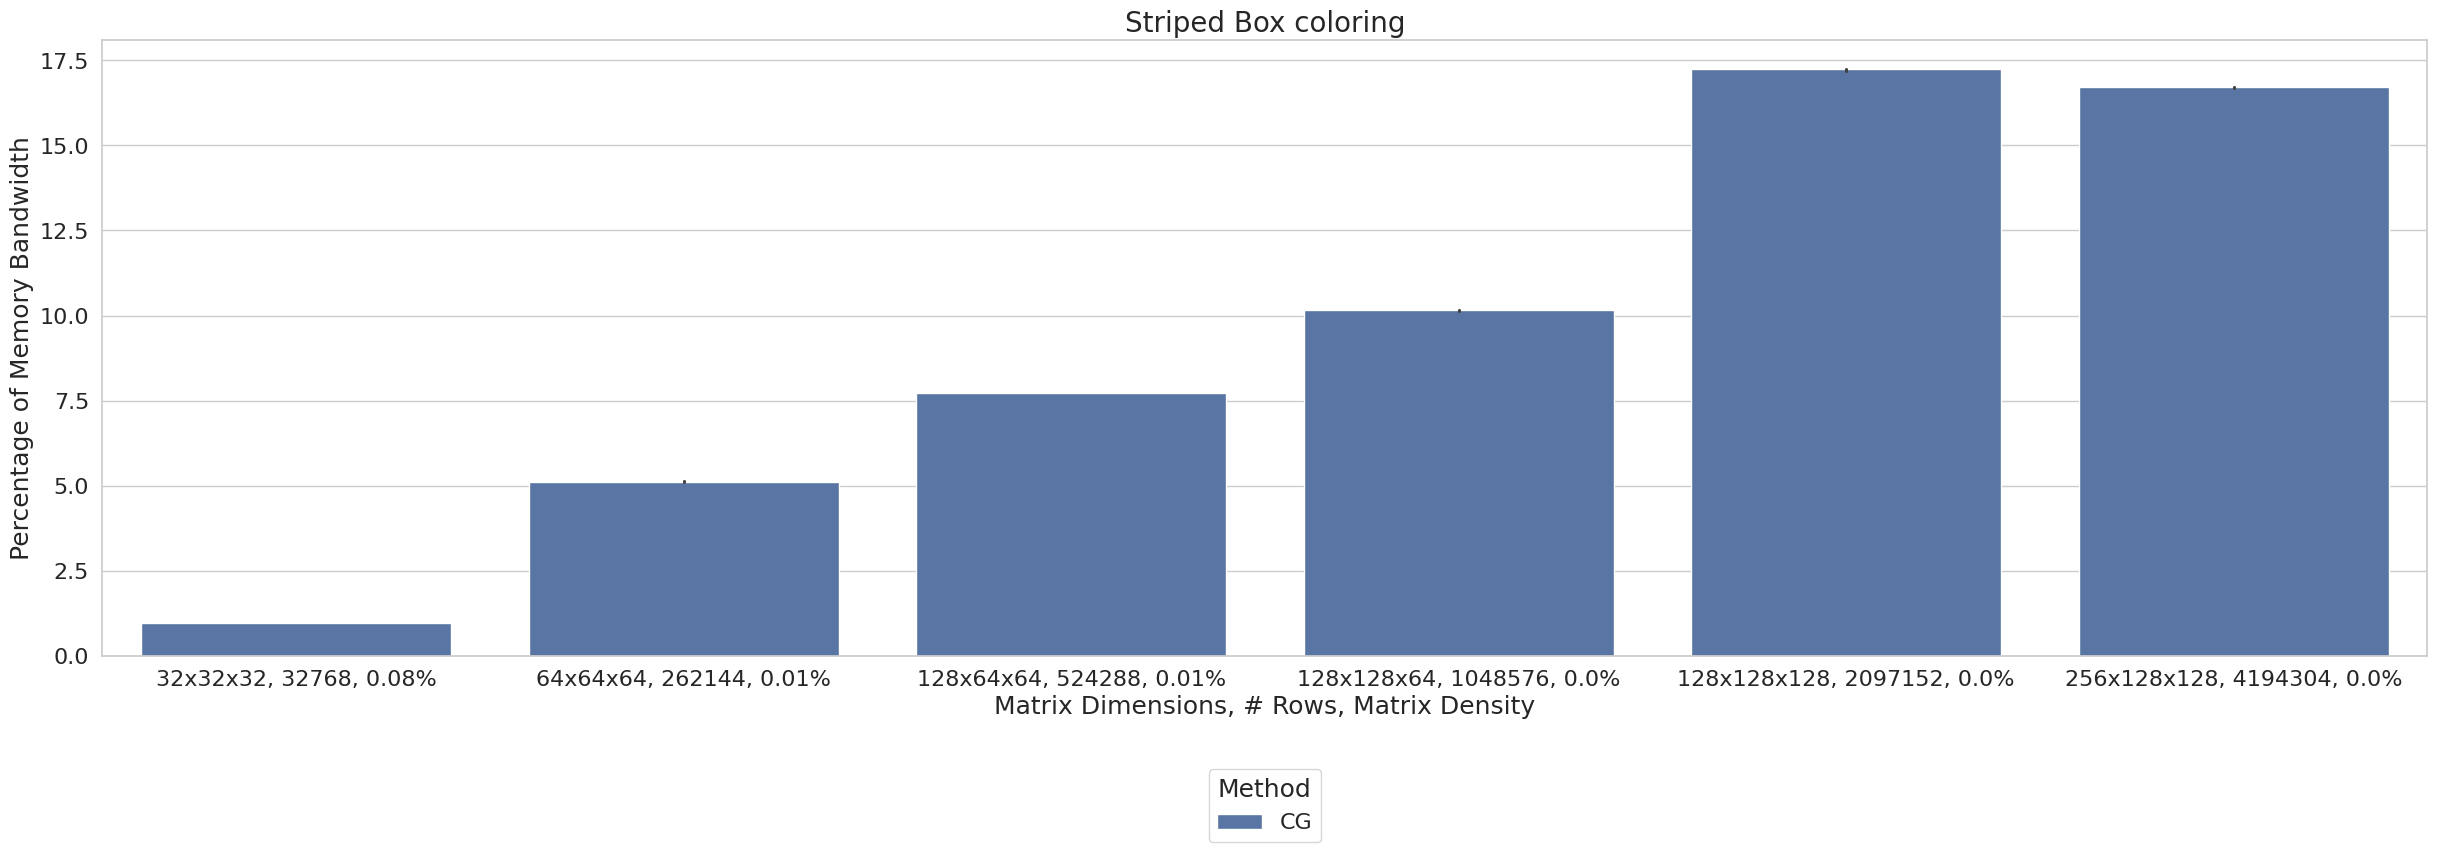 Striped Box coloring
Percentage of Memory Bandwidth
17.5
15.0
12.5
10.0
7.5
5.0
2.5
0.0
32x32x32, 32768, 0.08%
64x64x64, 262144, 0.01%
128x64x64, 524288, 0.01%
128x128x64, 1048576, 0.0%
128x128x128, 2097152, 0.0%
256x128x128, 4194304, 0.0%
Matrix Dimensions, # Rows, Matrix Density
Method
CG